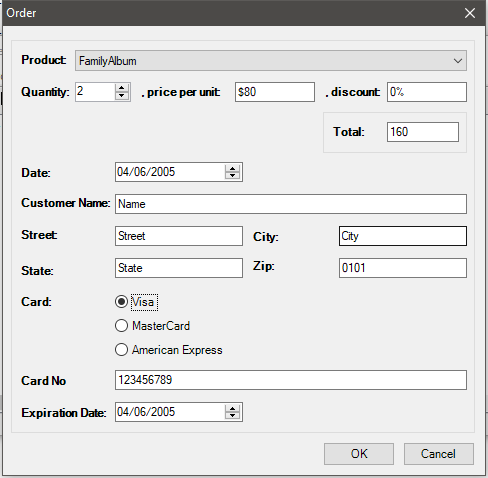 Order
Product: FamilyAlbum
Quantity: 2 , price per unit: $80 , discount: 0%
Total: 160
Date: 04/06/2005
Customer Name: Name
Street: Street City: City
State: State Zip: 0101
Card: Visa
MasterCard
American Express
Card No 123456789
Expiration Date: 04/06/2005
OK Cancel